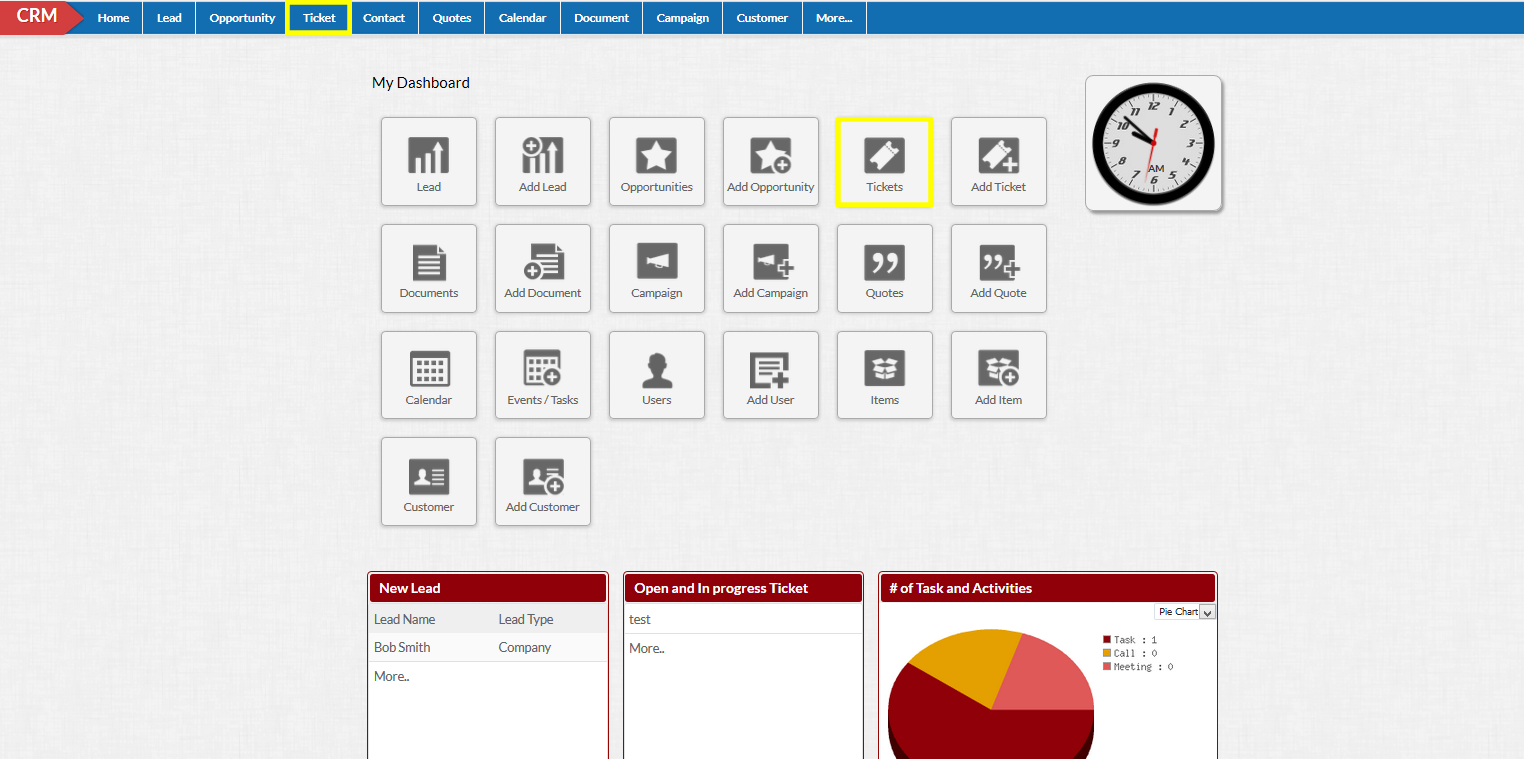 CRM Home Lead Opportunity Ticket Contact Quotes Calendar Document Campaign Customer More...
My Dashboard
Lead Add Lead Opportunities Add Opportunity Tickets Add Ticket
12 1 2 3 4 5 6 7 8 9 10 11
AM
Documents Add Document Campaign Add Campaign Quotes Add Quote
Calendar Events / Tasks Users Add User Items Add Item
Customer Add Customer
New Lead
Lead Name Lead Type
Bob Smith Company
More..
Open and In progress Ticket
test
More..
# of Task and Activities
Pie Chart
Task : 1
Call : 0
Meeting : 0